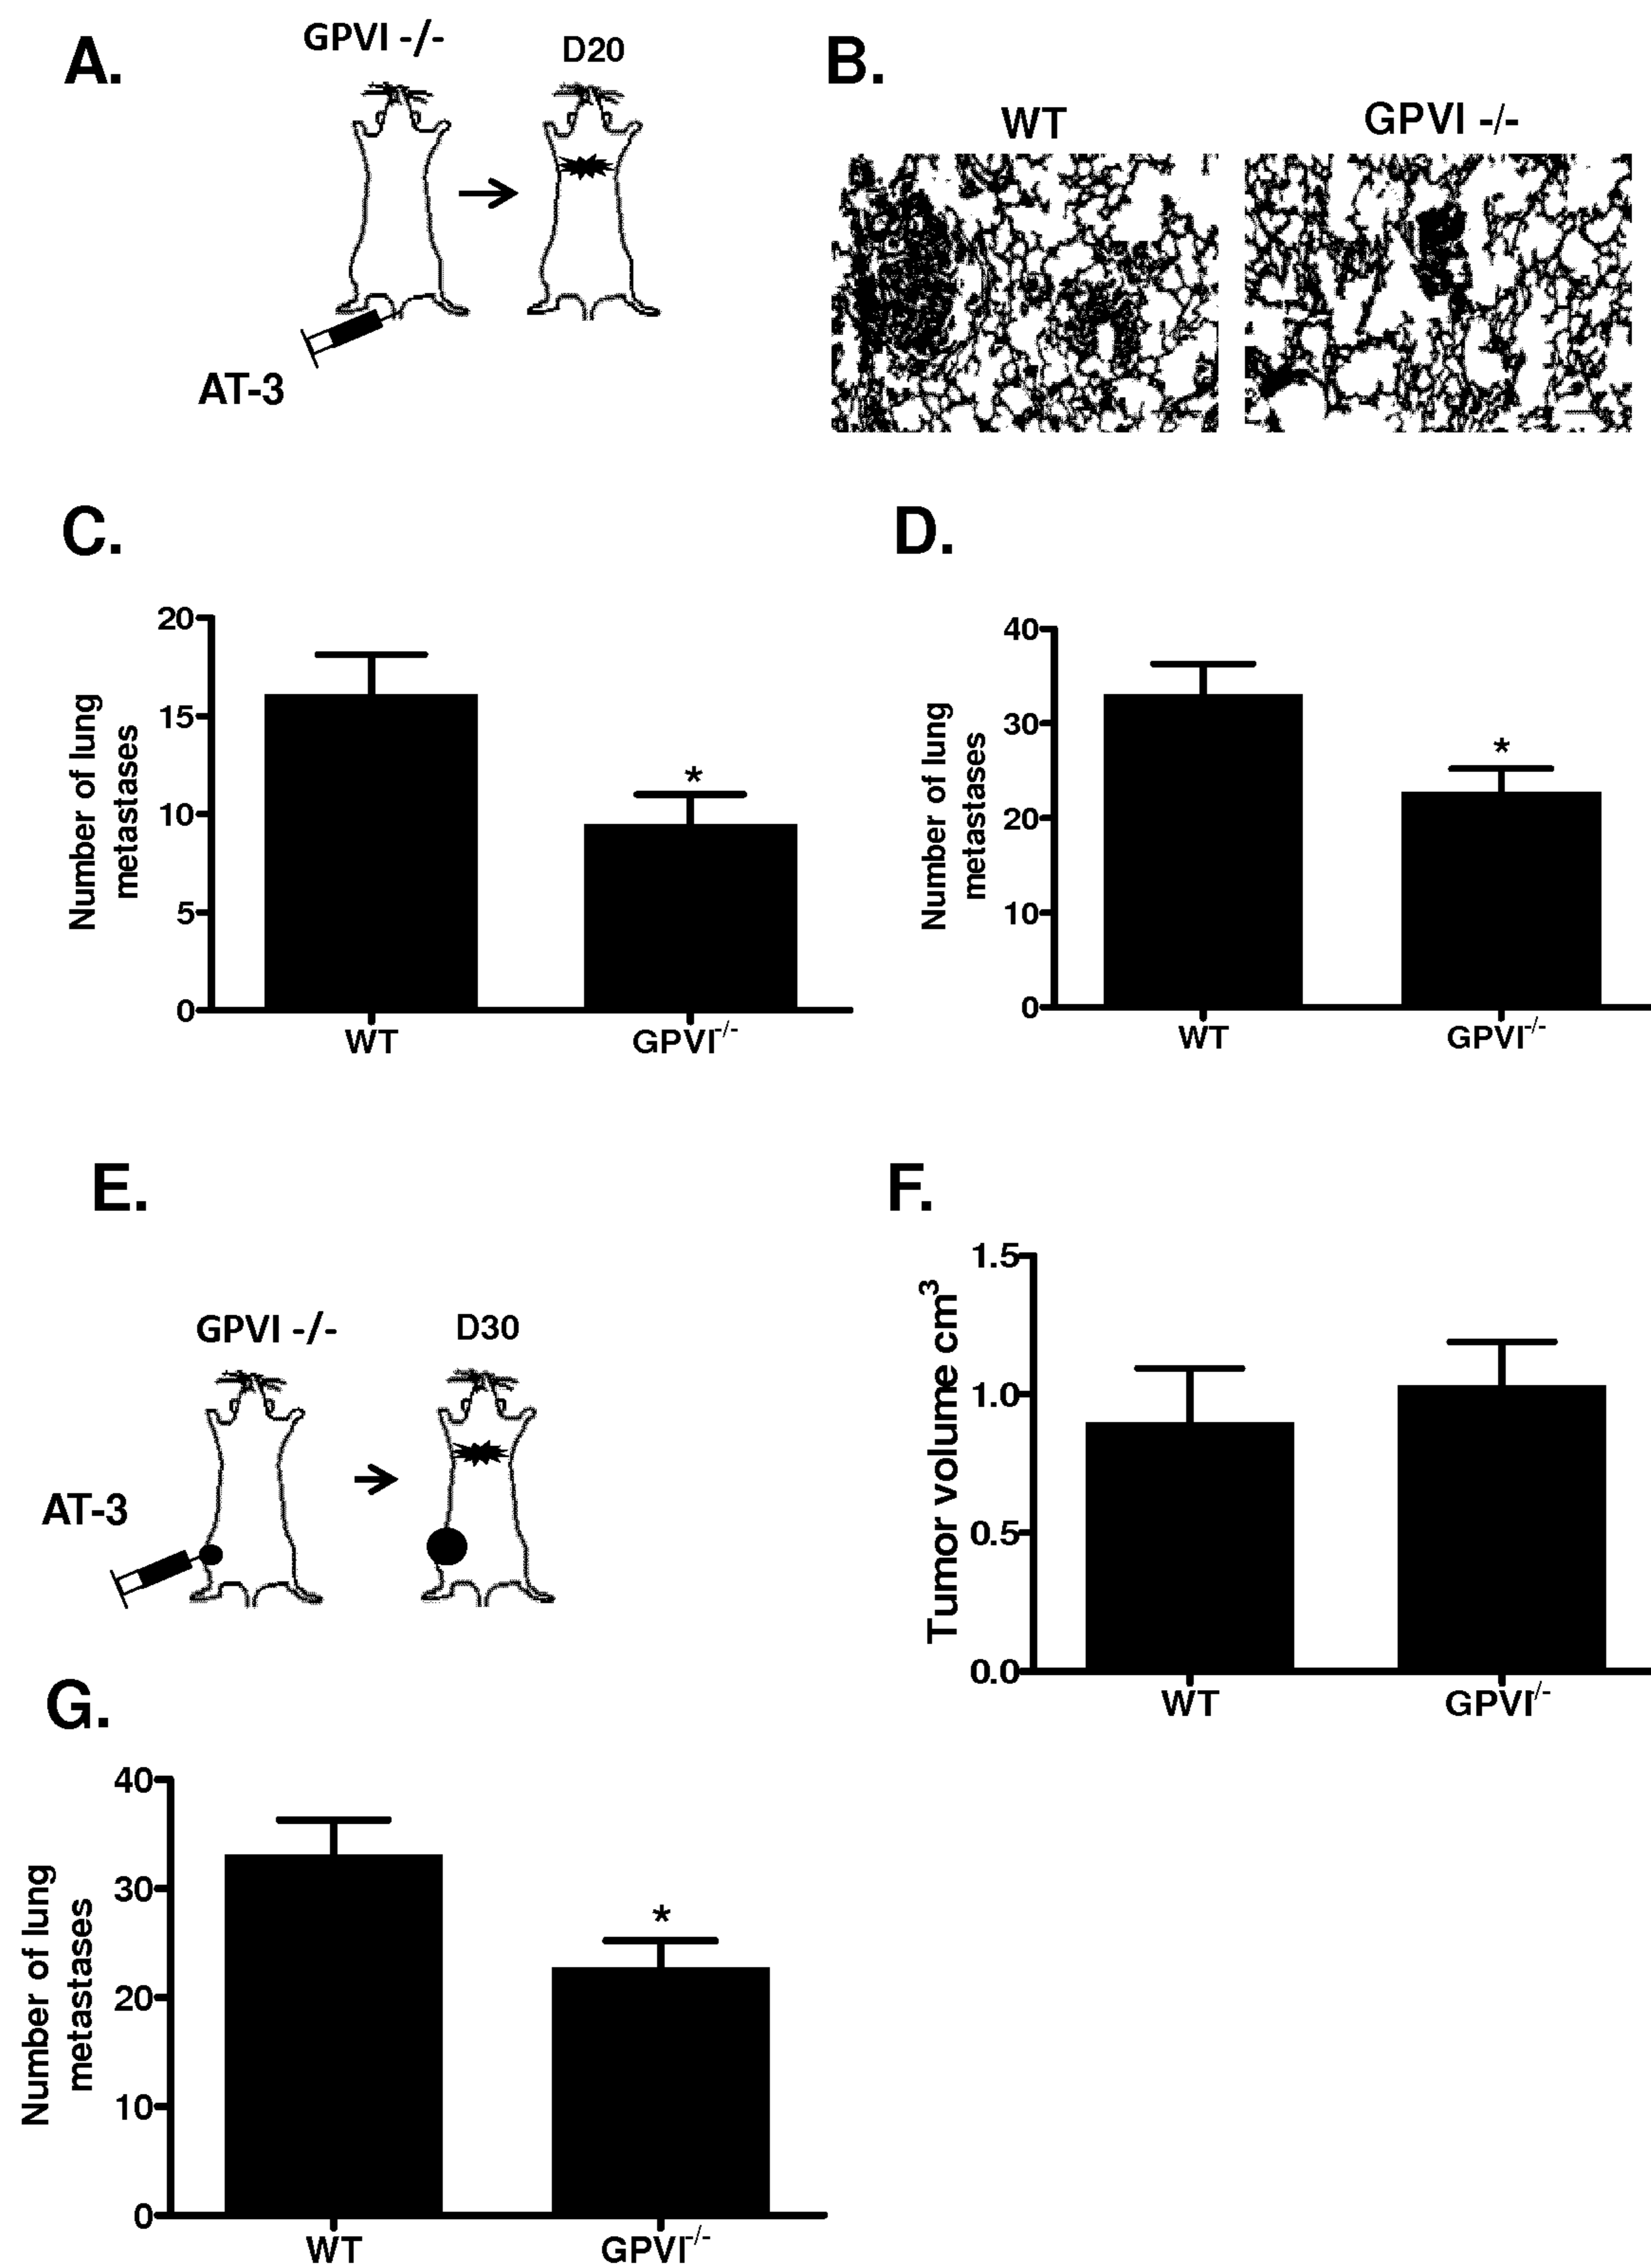 A.
GPVI -/-
D20
AT-3
B.
WT
GPVI -/-
C.
Number of lung
metastases
20
15
10
5
0
*
WT
GPVI-/-
D.
Number of lung
metastases
40
30
20
10
0
*
WT
GPVI-/-
E.
GPVI -/-
D30
AT-3
F.
Tumor volume cm3
1.5
1.0
0.5
0.0
WT
GPVI-/-
G.
Number of lung
metastases
40
30
20
10
0
*
WT
GPVI-/-